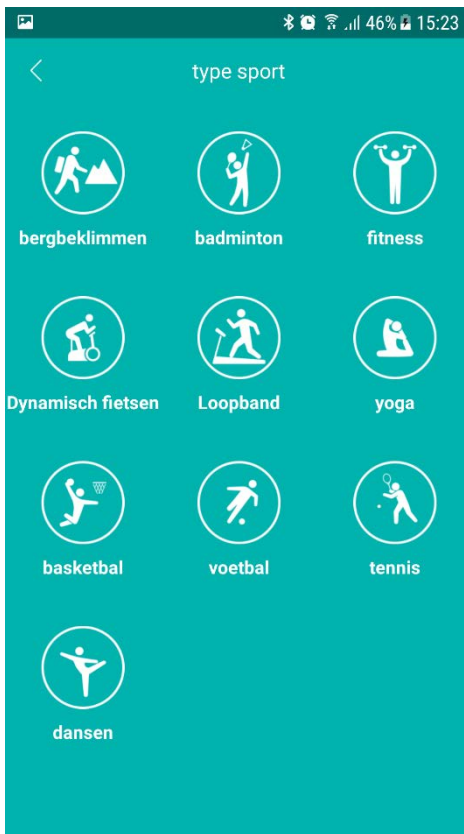 46% 15:23
type sport
bergbeklimmen badminton fitness
Dynamisch fietsen Loopband yoga
basketbal voetbal tennis
dansen